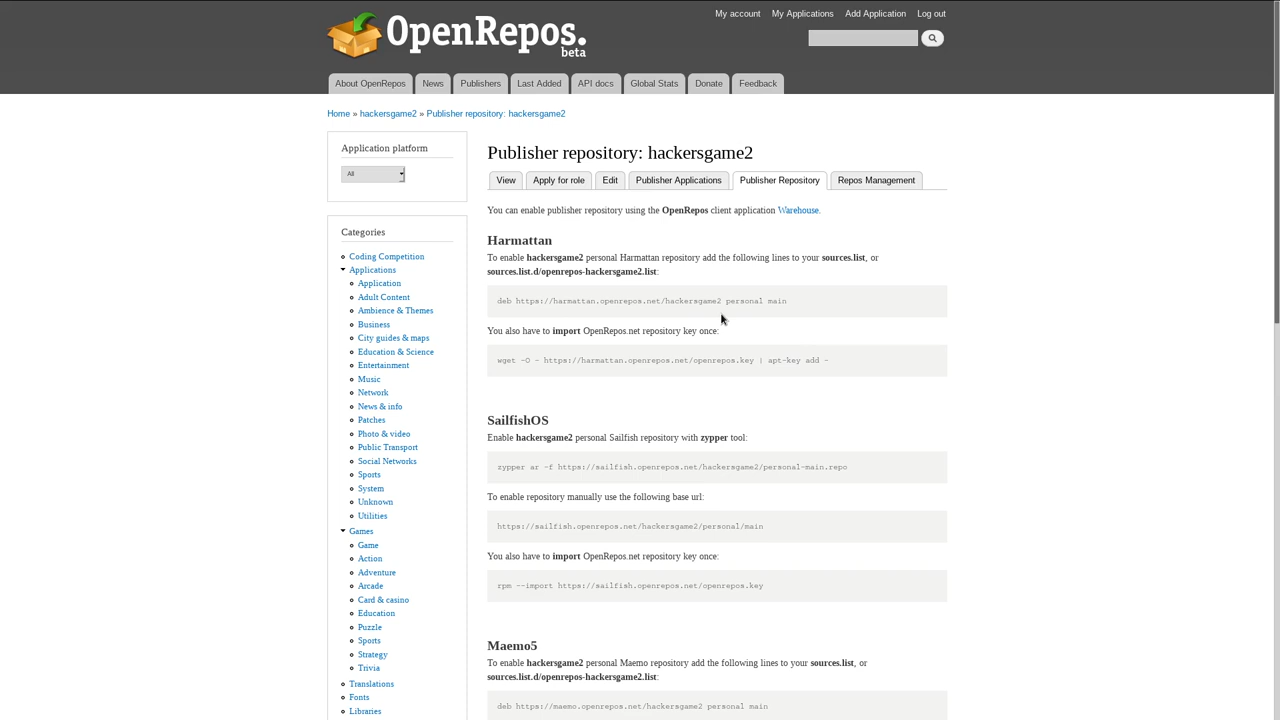 My account My Applications Add Application Log out
OpenRepos.
beta
About OpenRepos News Publishers Last Added API docs Global Stats Donate Feedback
Home » hackersgame2 » Publisher repository: hackersgame2
Application platform
All
Categories
Coding Competition
Applications
Application
Adult Content
Ambience & Themes
Business
City guides & maps
Education & Science
Entertainment
Music
Network
News & info
Patches
Photo & video
Public Transport
Social Networks
Sports
System
Unknown
Utilities
Games
Game
Action
Adventure
Arcade
Card & casino
Education
Puzzle
Sports
Strategy
Trivia
Translations
Fonts
Libraries
Publisher repository: hackersgame2
View Apply for role Edit Publisher Applications Publisher Repository Repos Management
You can enable publisher repository using the OpenRepos client application Warehouse.
Harmattan
To enable hackersgame2 personal Harmattan repository add the following lines to your sources.list, or
sources.list.d/openrepos-hackersgame2.list:
deb https://harmattan.openrepos.net/hackersgame2 personal main
You also have to import OpenRepos.net repository key once:
wget -O - https://harmattan.openrepos.net/openrepos.key | apt-key add -
SailfishOS
Enable hackersgame2 personal Sailfish repository with zypper tool:
zypper ar -f https://sailfish.openrepos.net/hackersgame2/personal-main.repo
To enable repository manually use the following base url:
https://sailfish.openrepos.net/hackersgame2/personal/main
You also have to import OpenRepos.net repository key once:
rpm --import https://sailfish.openrepos.net/openrepos.key
Maemo5
To enable hackersgame2 personal Maemo repository add the following lines to your sources.list, or
sources.list.d/openrepos-hackersgame2.list:
deb https://maemo.openrepos.net/hackersgame2 personal main